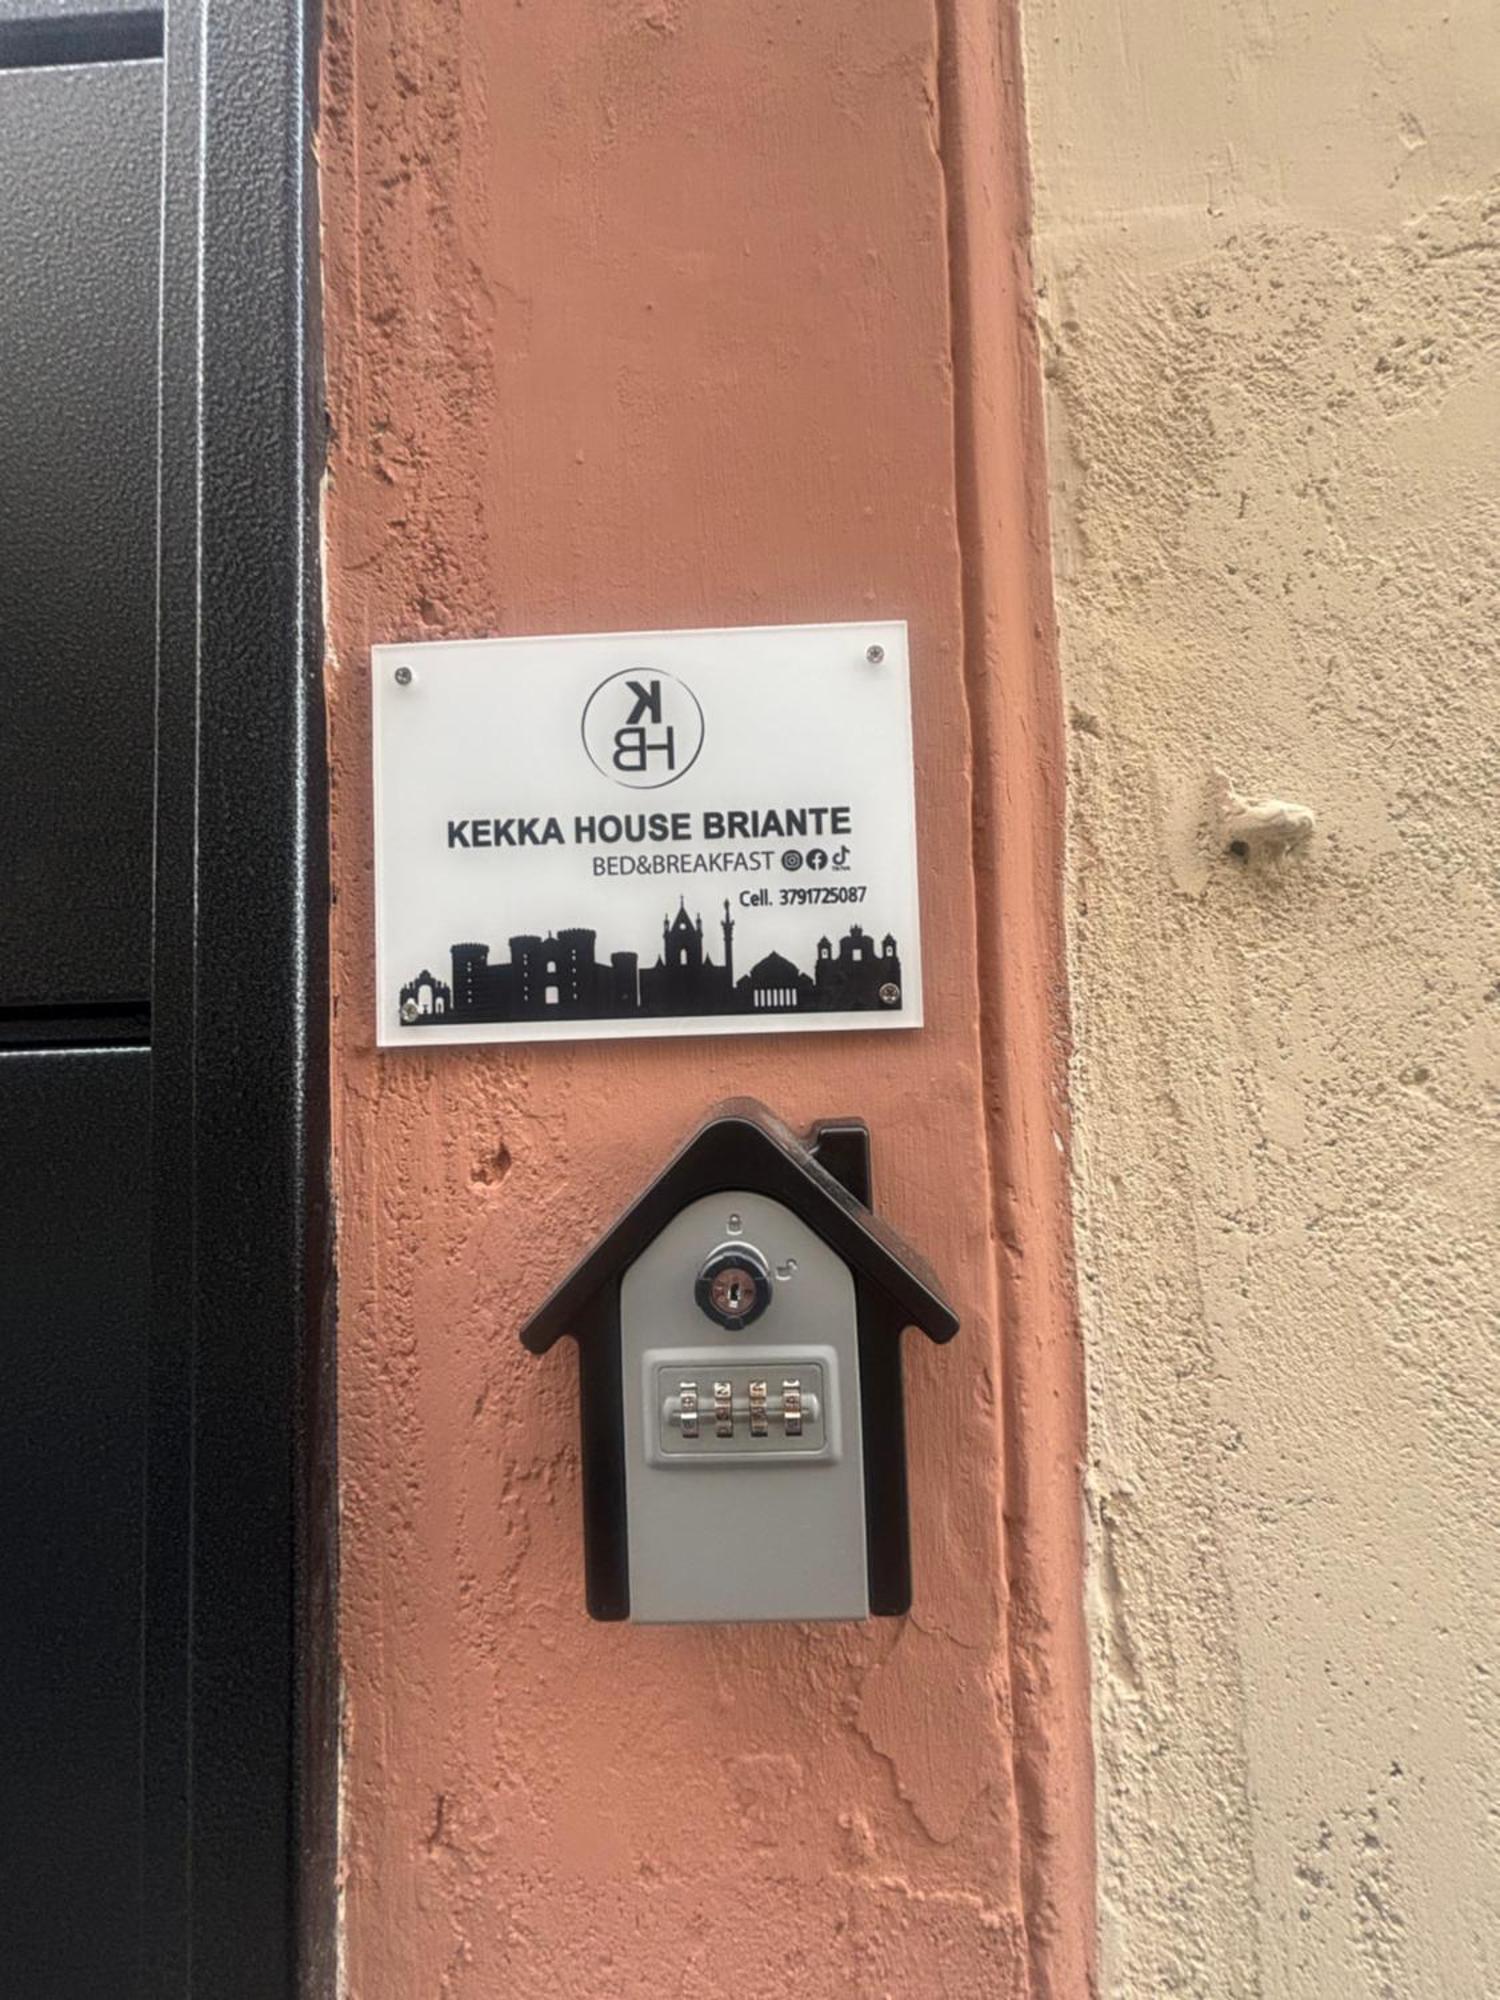 K
HB
KEKKA HOUSE BRIANTE
BED&BREAKFAST
Cell. 3791725087